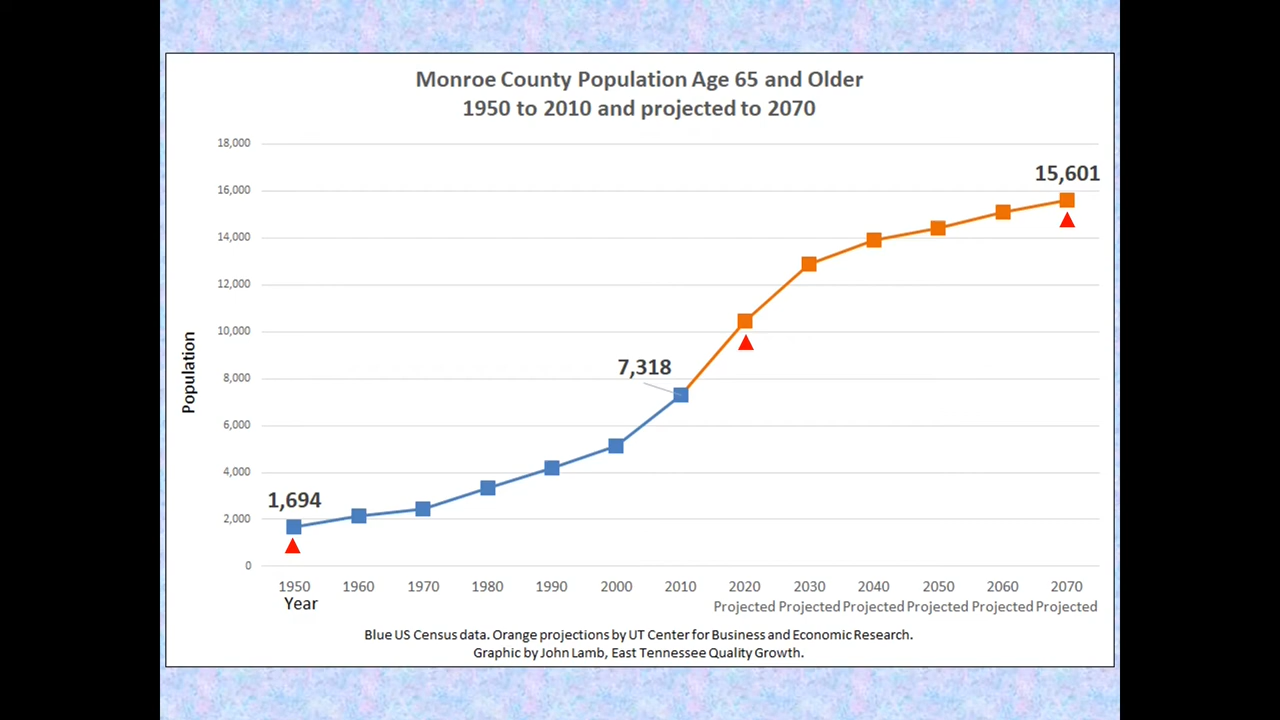 Monroe County Population Age 65 and Older
1950 to 2010 and projected to 2070
18,000
16,000
14,000
12,000
10,000
8,000
6,000
4,000
2,000
0
Population
1,694
7,318
15,601
1950 1960 1970 1980 1990 2000 2010 2020 2030 2040 2050 2060 2070
Projected Projected Projected Projected Projected Projected
Year
Blue US Census data. Orange projections by UT Center for Business and Economic Research.
Graphic by John Lamb, East Tennessee Quality Growth.